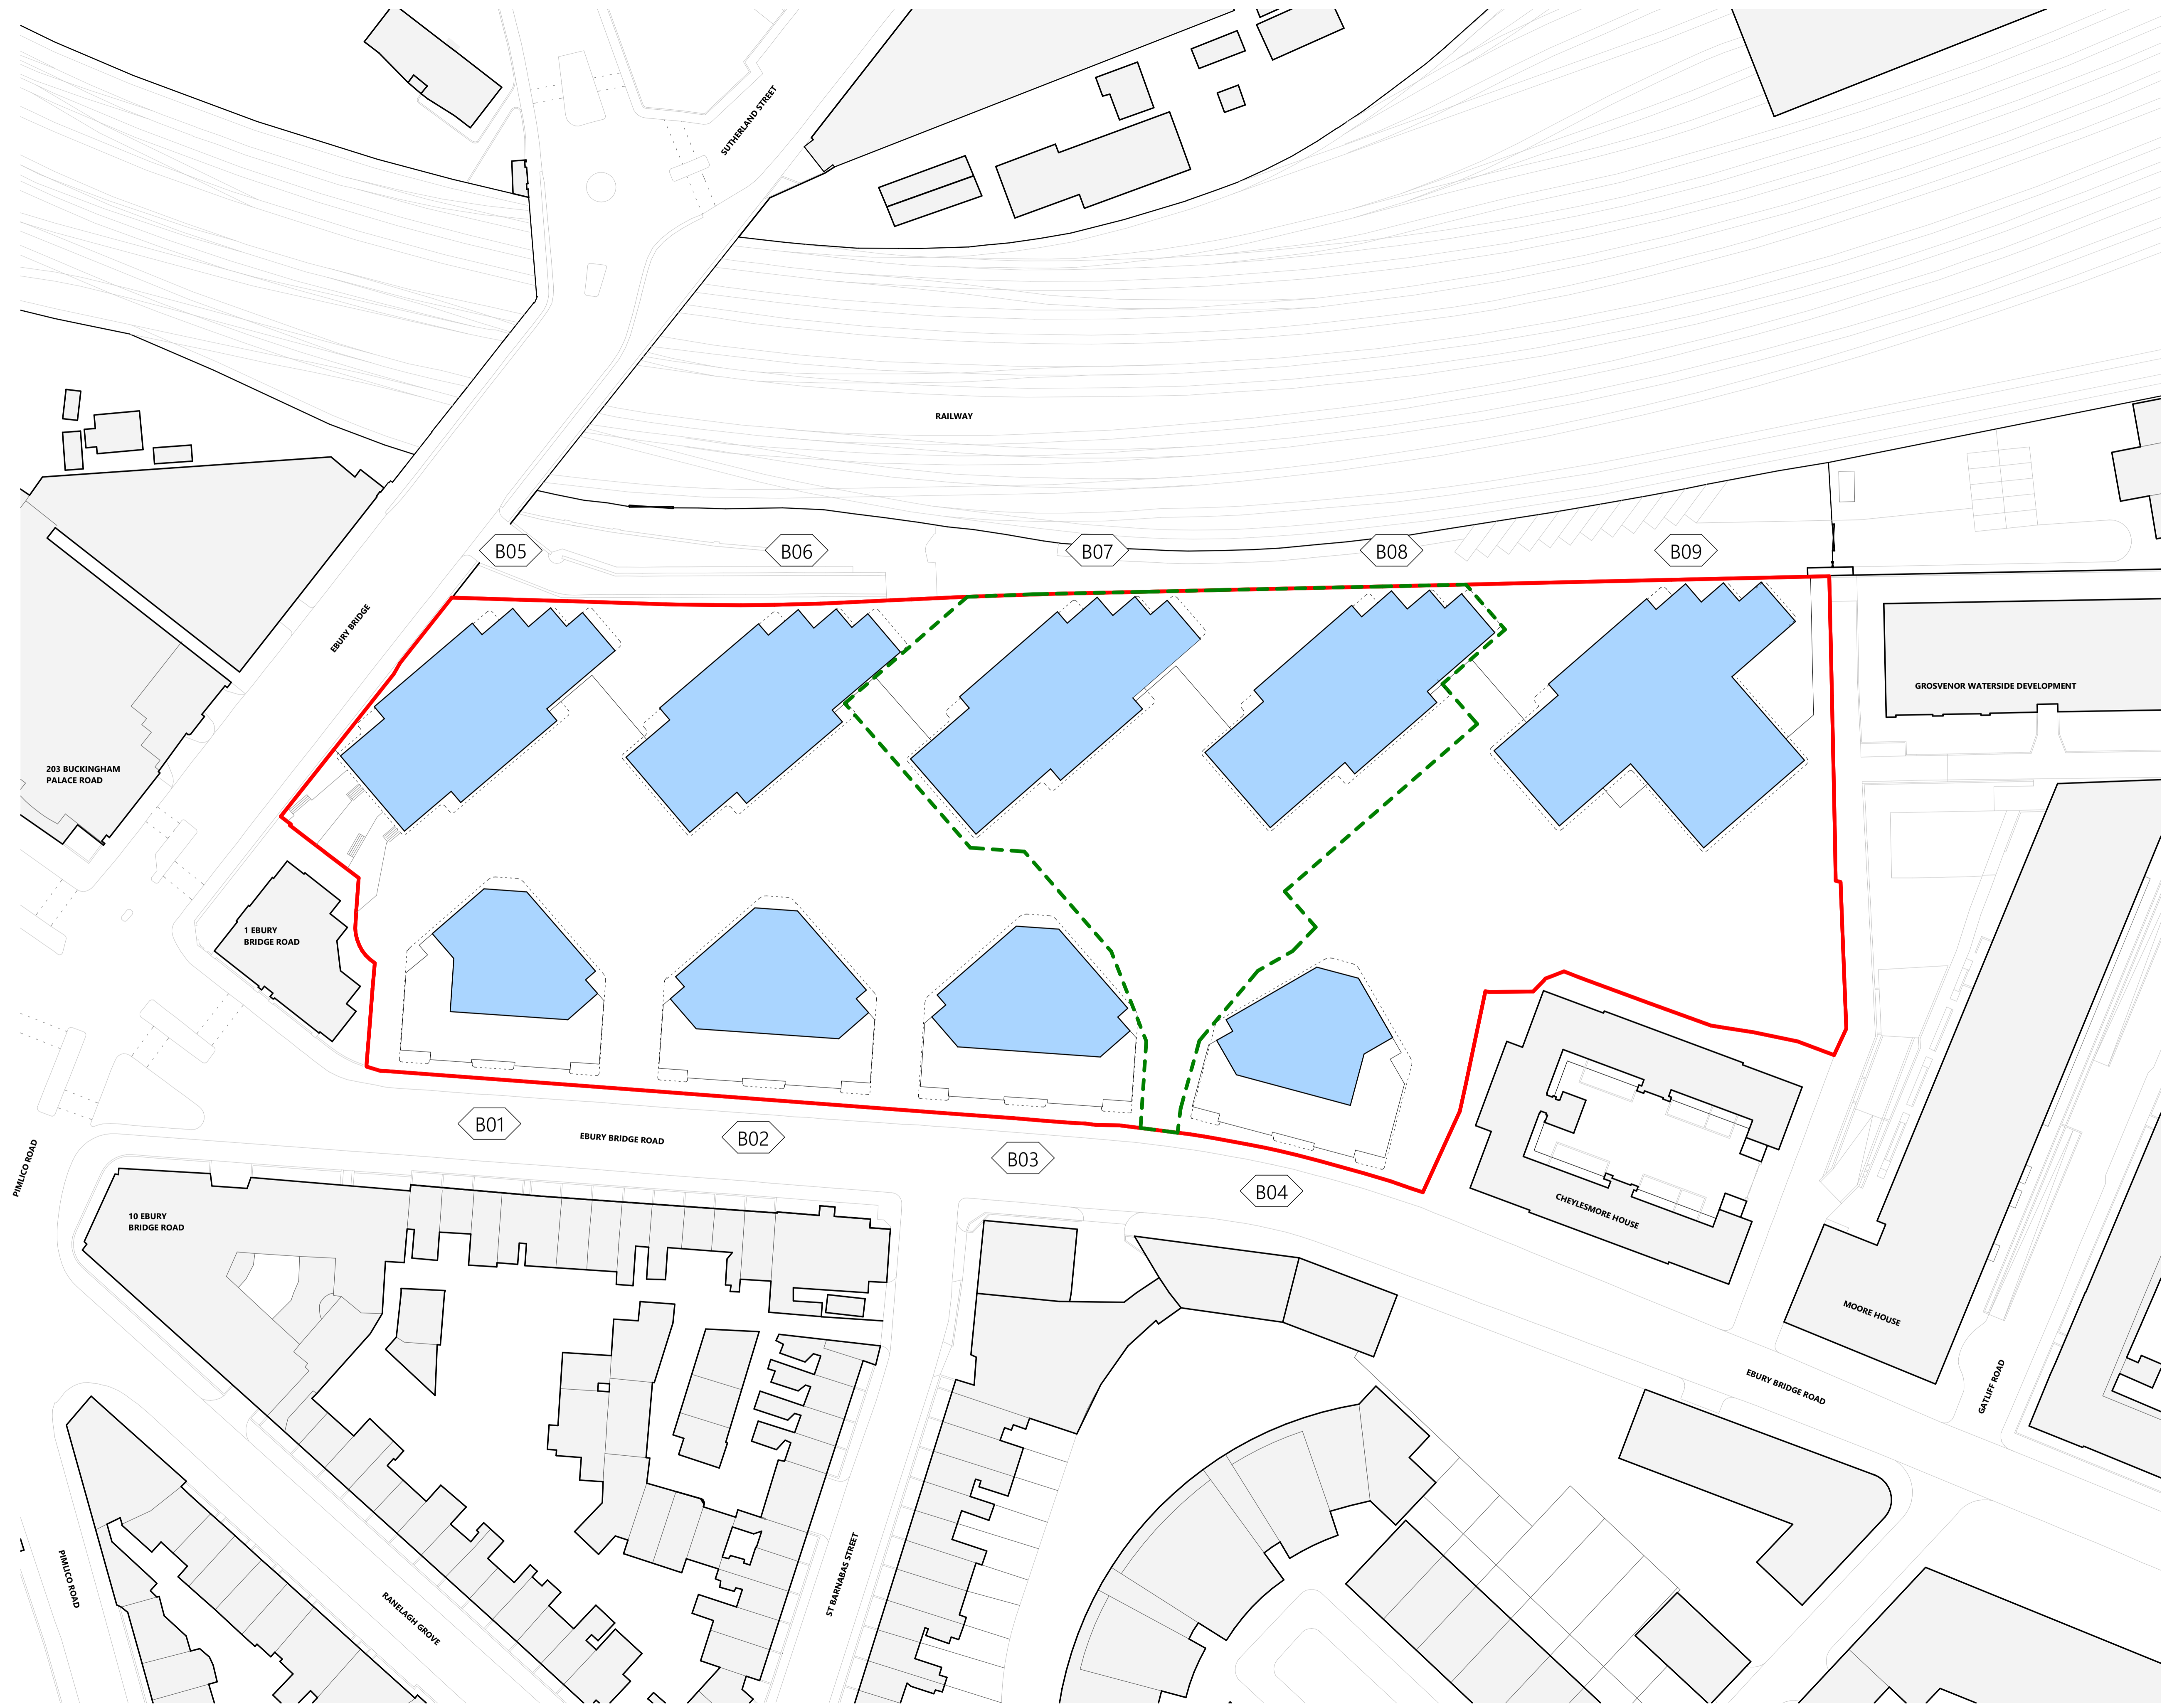 SUTHERLAND STREET
RAILWAY
B05
B06
B07
B08
B09
EBURY BRIDGE
GROSVENOR WATERSIDE DEVELOPMENT
203 BUCKINGHAM
PALACE ROAD
1 EBURY
BRIDGE ROAD
B01
B02
B03
B04
EBURY BRIDGE ROAD
PIMLICO ROAD
10 EBURY
BRIDGE ROAD
CHEYLESMORE HOUSE
MOORE HOUSE
EBURY BRIDGE ROAD
GATLIFF ROAD
PIMLICO ROAD
RANELAGH GROVE
ST BARNABAS STREET